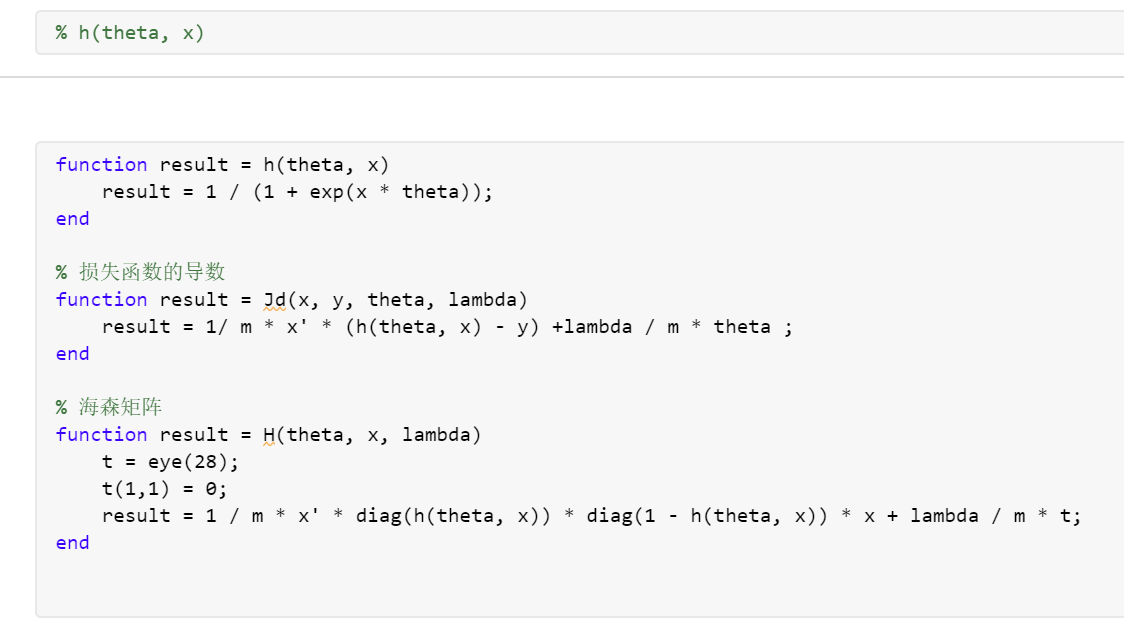 % h(theta, x)
function result = h(theta, x)
result = 1 / (1 + exp(x * theta));
end
% 损失函数的导数
function result = Jd(x, y, theta, lambda)
result = 1/ m * x' * (h(theta, x) - y) +lambda / m * theta ;
end
% 海森矩阵
function result = H(theta, x, lambda)
t = eye(28);
t(1,1) = 0;
result = 1 / m * x' * diag(h(theta, x)) * diag(1 - h(theta, x)) * x + lambda / m * t;
end